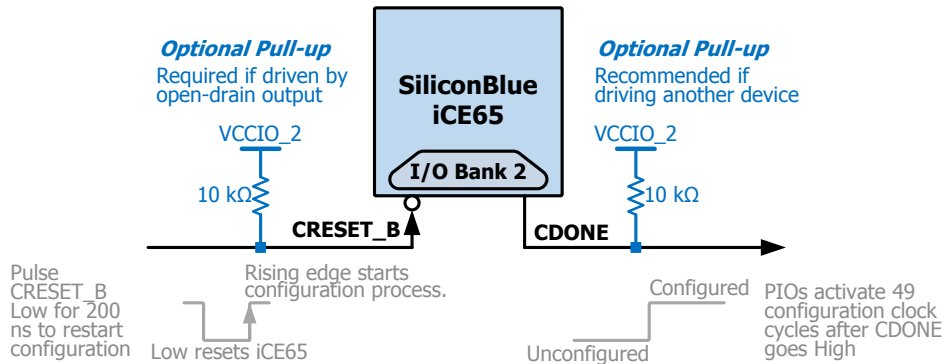 Optional Pull-up
Required if driven by
open-drain output
VCCIO_2
10 kΩ
SiliconBlue
iCE65
I/O Bank 2
Optional Pull-up
Recommended if
driving another device
VCCIO_2
10 kΩ
CRESET_B
CDONE
Pulse
CRESET_B
Low for 200
ns to restart
configuration
Rising edge starts
configuration process.
Low resets iCE65
Configured
Unconfigured
PIOs activate 49
configuration clock
cycles after CDONE
goes High